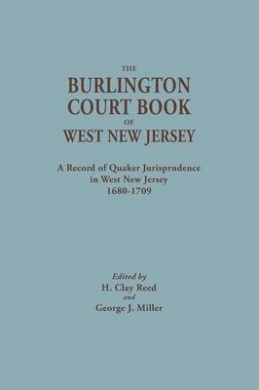 THE
BURLINGTON
COURT BOOK
OF
WEST NEW JERSEY
A Record of Quaker Jurisprudence
in West New Jersey
1680-1709
Edited by
H. Clay Reed
and
George J. Miller